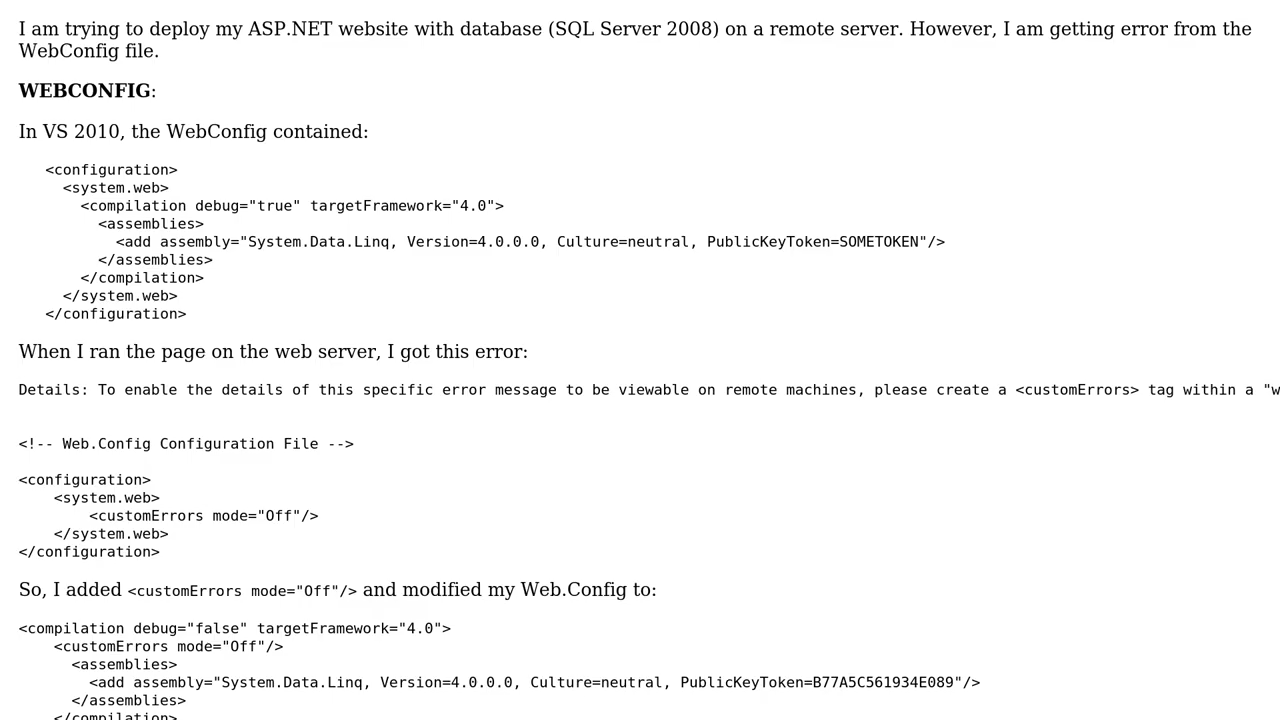 I am trying to deploy my ASP.NET website with database (SQL Server 2008) on a remote server. However, I am getting error from the
WebConfig file.
WEBCONFIG:
In VS 2010, the WebConfig contained:
<configuration>
<system.web>
<compilation debug="true" targetFramework="4.0">
<assemblies>
<add assembly="System.Data.Linq, Version=4.0.0.0, Culture=neutral, PublicKeyToken=SOMETOKEN"/>
</assemblies>
</compilation>
</system.web>
</configuration>
When I ran the page on the web server, I got this error:
Details: To enable the details of this specific error message to be viewable on remote machines, please create a <customErrors> tag within a "w
<!-- Web.Config Configuration File -->
<configuration>
<system.web>
<customErrors mode="Off"/>
</system.web>
</configuration>
So, I added <customErrors mode="Off"/> and modified my Web.Config to:
<compilation debug="false" targetFramework="4.0">
<customErrors mode="Off"/>
<assemblies>
<add assembly="System.Data.Linq, Version=4.0.0.0, Culture=neutral, PublicKeyToken=B77A5C561934E089"/>
</assemblies>
</compilation>